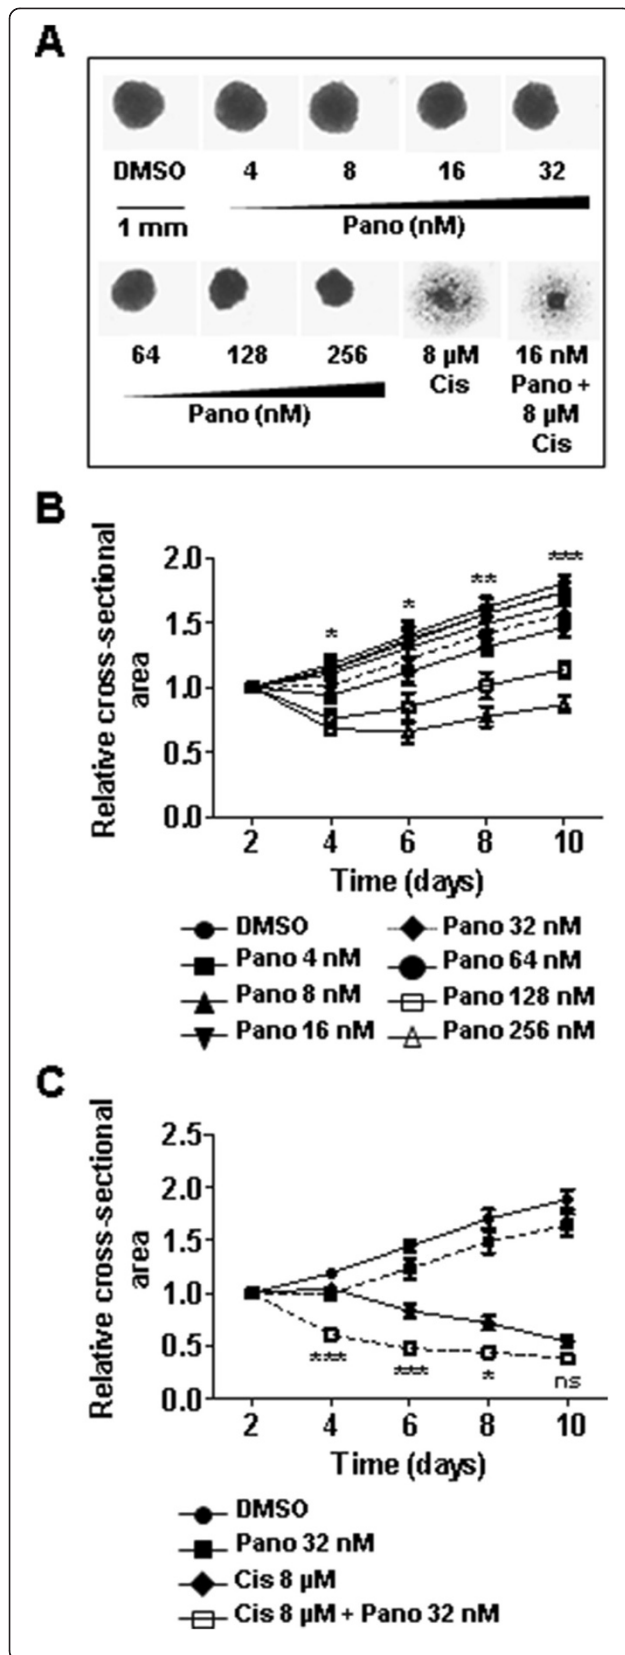 A
DMSO 4 8 16 32
1 mm Pano (nM)
64 128 256 8 µM Cis 16 nM Pano + 8 µM Cis
Pano (nM)
B
Relative cross-sectional area
2.0
1.5
1.0
0.5
0.0
* * ** ***
2 4 6 8 10
Time (days)
DMSO Pano 32 nM
Pano 4 nM Pano 64 nM
Pano 8 nM Pano 128 nM
Pano 16 nM Pano 256 nM
C
Relative cross-sectional area
2.5
2.0
1.5
1.0
0.5
0.0
*** *** * ns
2 4 6 8 10
Time (days)
DMSO
Pano 32 nM
Cis 8 µM
Cis 8 µM + Pano 32 nM